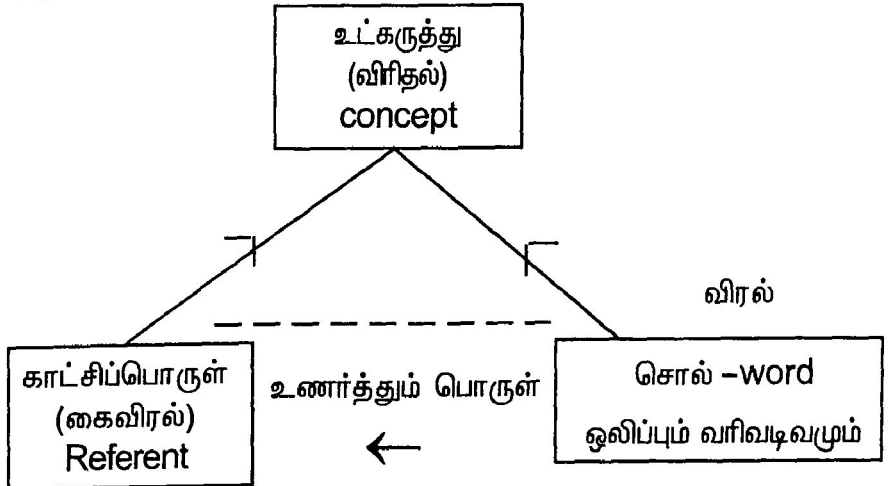 உட்கருத்து
(விரிதல்)
concept
விரல்
காட்சிப்பொருள்
(கைவிரல்)
Referent
உணர்த்தும் பொருள்
சொல் –word
ஒலிப்பும் வரிவடிவமும்